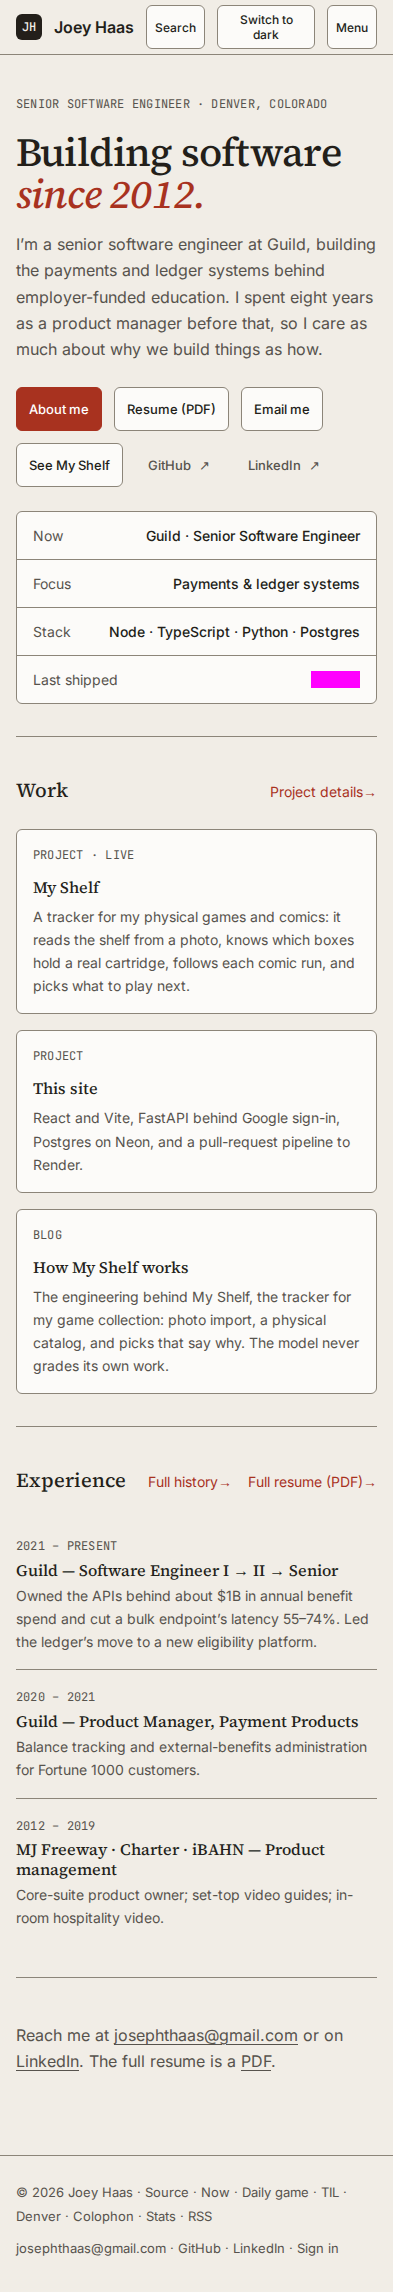 JH Joey Haas Search Switch to dark Menu
SENIOR SOFTWARE ENGINEER · DENVER, COLORADO
Building software
since 2012.
I’m a senior software engineer at Guild, building
the payments and ledger systems behind
employer-funded education. I spent eight years
as a product manager before that, so I care as
much about why we build things as how.
About me Resume (PDF) Email me
See My Shelf GitHub ↗ LinkedIn ↗
Now Guild · Senior Software Engineer
Focus Payments & ledger systems
Stack Node · TypeScript · Python · Postgres
Last shipped
Work Project details→
PROJECT · LIVE
My Shelf
A tracker for my physical games and comics: it
reads the shelf from a photo, knows which boxes
hold a real cartridge, follows each comic run, and
picks what to play next.
PROJECT
This site
React and Vite, FastAPI behind Google sign-in,
Postgres on Neon, and a pull-request pipeline to
Render.
BLOG
How My Shelf works
The engineering behind My Shelf, the tracker for
my game collection: photo import, a physical
catalog, and picks that say why. The model never
grades its own work.
Experience Full history→ Full resume (PDF)→
2021 – PRESENT
Guild — Software Engineer I → II → Senior
Owned the APIs behind about $1B in annual benefit
spend and cut a bulk endpoint’s latency 55–74%. Led
the ledger’s move to a new eligibility platform.
2020 – 2021
Guild — Product Manager, Payment Products
Balance tracking and external-benefits administration
for Fortune 1000 customers.
2012 – 2019
MJ Freeway · Charter · iBAHN — Product
management
Core-suite product owner; set-top video guides; in-
room hospitality video.
Reach me at josephthaas@gmail.com or on
LinkedIn. The full resume is a PDF.
© 2026 Joey Haas · Source · Now · Daily game · TIL ·
Denver · Colophon · Stats · RSS
josephthaas@gmail.com · GitHub · LinkedIn · Sign in